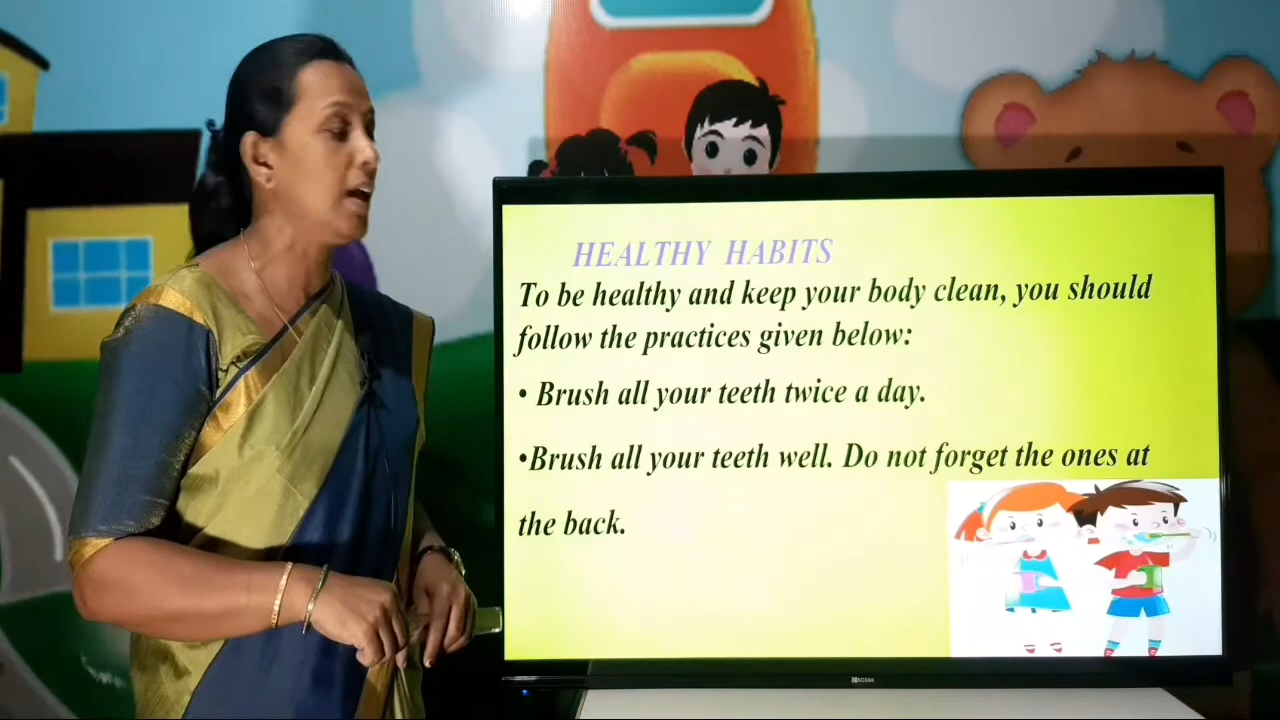 HEALTHY HABITS
To be healthy and keep your body clean, you should
follow the practices given below:
• Brush all your teeth twice a day.
•Brush all your teeth well. Do not forget the ones at
the back.
KODAK